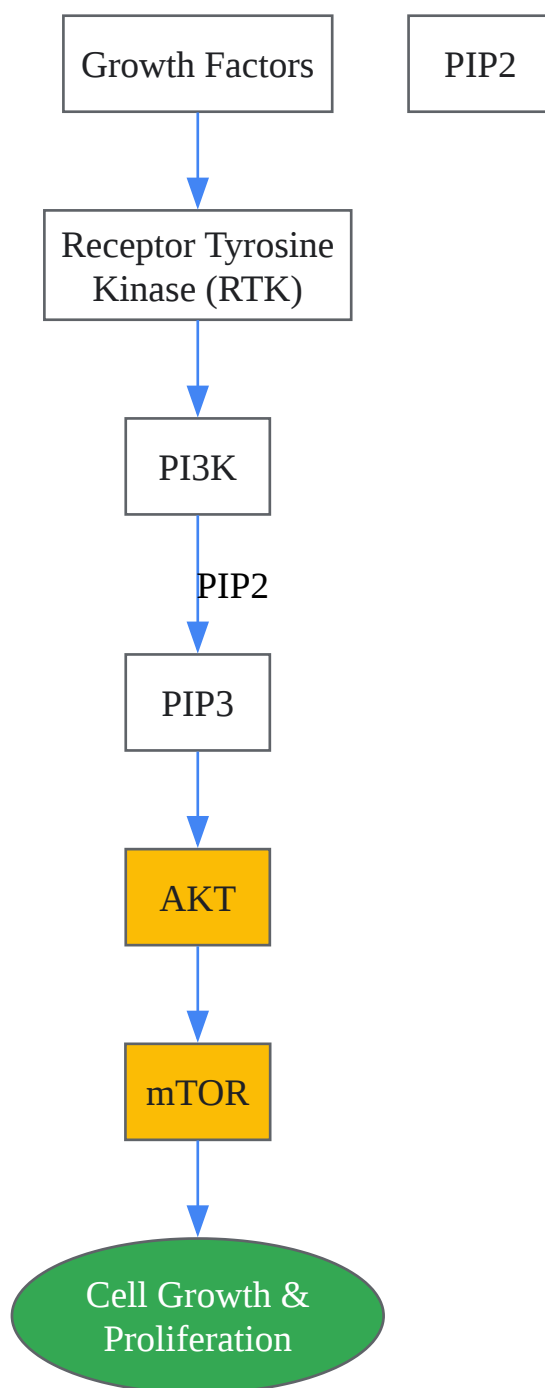 Growth Factors
PIP2
Receptor Tyrosine
Kinase (RTK)
PI3K
PIP2
PIP3
AKT
mTOR
Cell Growth &
Proliferation